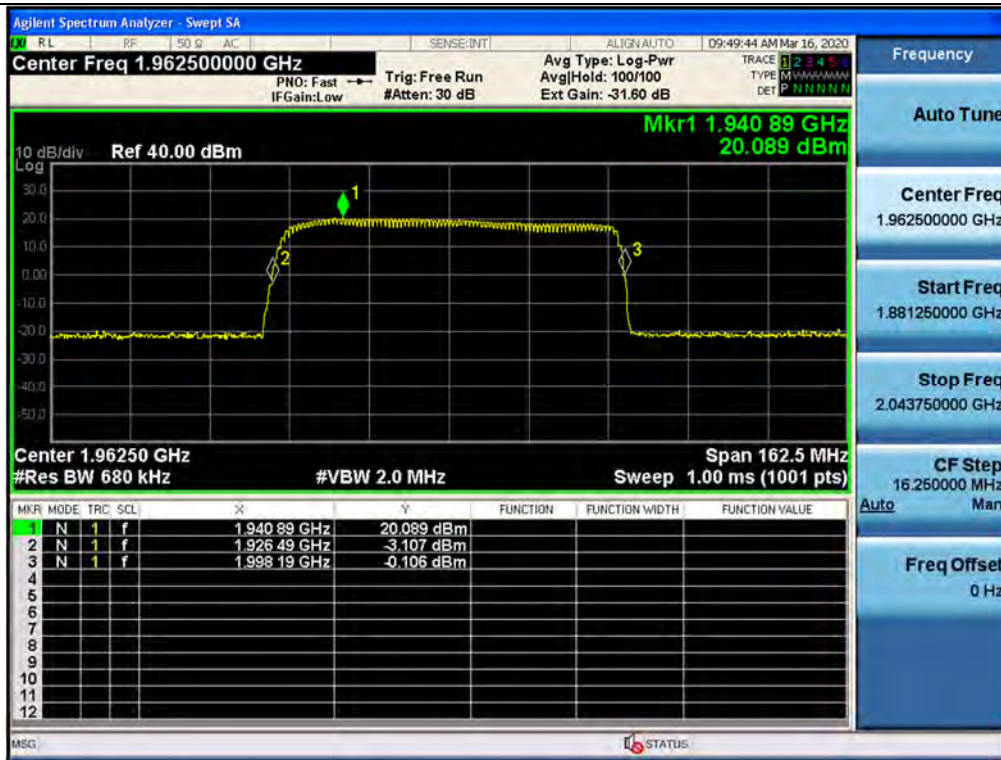 Agilent Spectrum Analyzer - Swept SA
LXI RL RF 50 Ω AC SENSE:INT ALIGN AUTO 09:49:44 AM Mar 16, 2020
Center Freq 1.962500000 GHz
PNO: Fast
IFGain:Low
Trig: Free Run
#Atten: 30 dB
Avg Type: Log-Pwr
Avg|Hold: 100/100
Ext Gain: -31.60 dB
TRACE 1 2 3 4 5 6
TYPE M
DET P N N N N N
Mkr1 1.940 89 GHz
20.089 dBm
10 dB/div Ref 40.00 dBm
Log
30.0
20.0
10.0
0.00
-10.0
-20.0
-30.0
-40.0
-50.0
1
2
3
Center 1.96250 GHz Span 162.5 MHz
#Res BW 680 kHz #VBW 2.0 MHz Sweep 1.00 ms (1001 pts)
MKR MODE TRC SCL X Y FUNCTION FUNCTION WIDTH FUNCTION VALUE
1 N 1 f 1.940 89 GHz 20.089 dBm
2 N 1 f 1.926 49 GHz -3.107 dBm
3 N 1 f 1.998 19 GHz -0.106 dBm
4
5
6
7
8
9
10
11
12
MSG STATUS
Frequency
Auto Tune
Center Freq
1.962500000 GHz
Start Freq
1.881250000 GHz
Stop Freq
2.043750000 GHz
CF Step
16.250000 MHz
Auto Man
Freq Offset
0 Hz